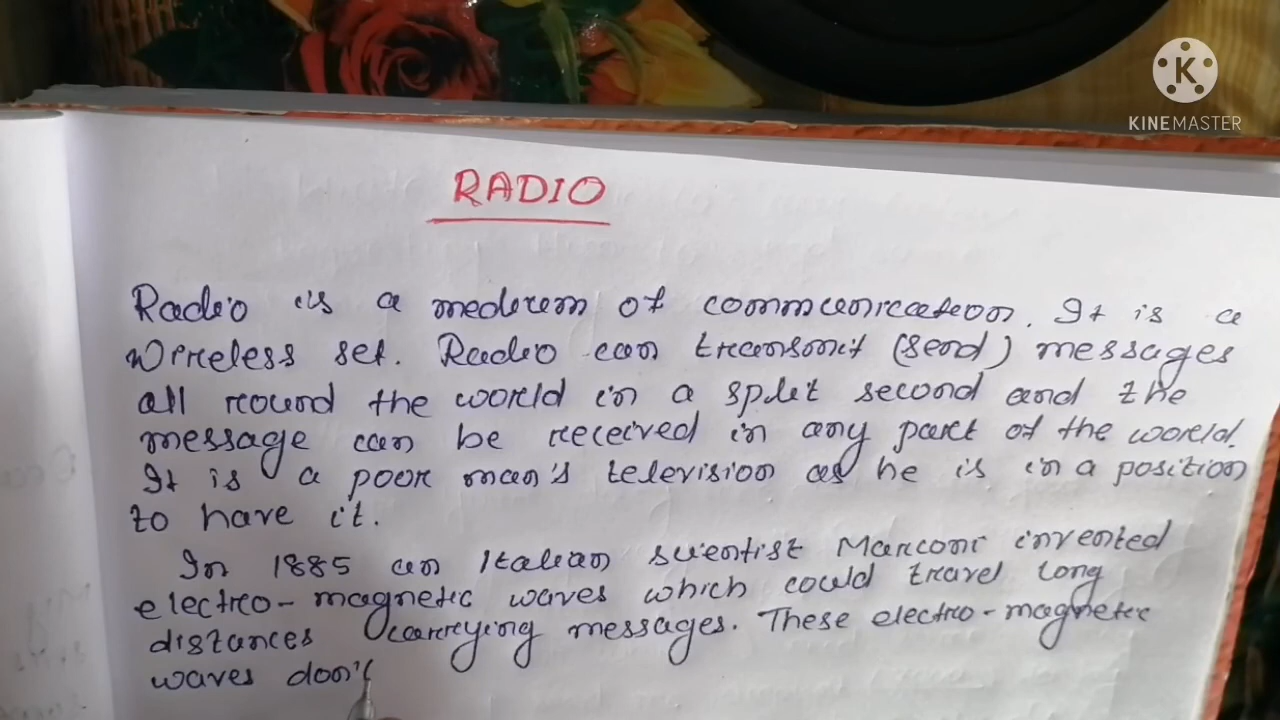 KINEMASTER
RADIO
Radio is a medium of communication. It is a
Wireless set. Radio can transmit (send) messages
all round the world in a split second and the
message can be received in any part of the world.
It is a poor man's television as he is in a position
to have it.
In 1885 an Italian scientist Marconi invented
electro-magnetic waves which could travel long
distances carrying messages. These electro-magnetic
waves don't